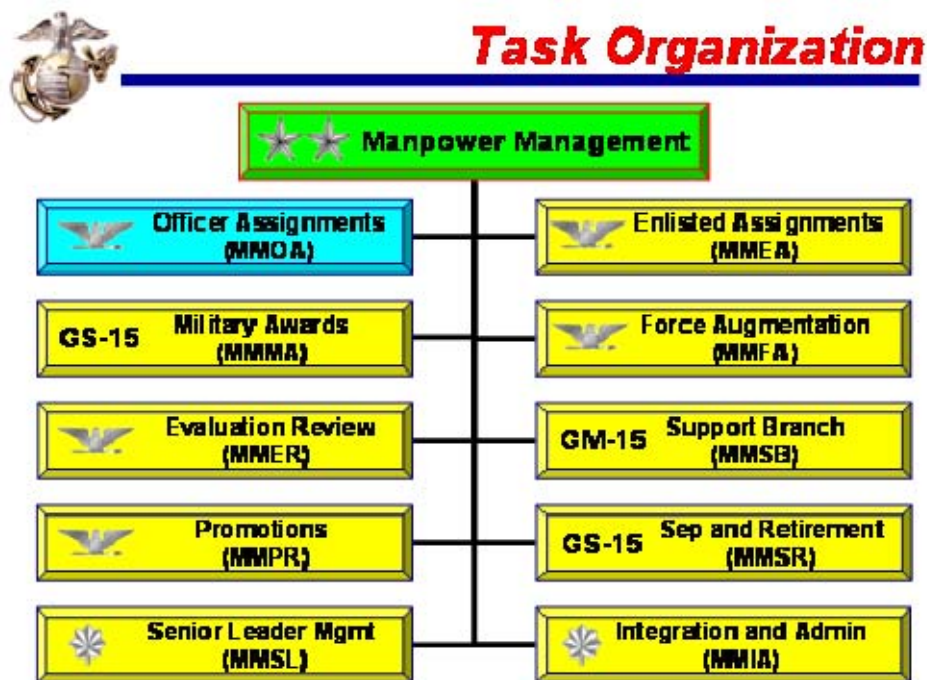 Task Organization
Manpower Management
Officer Assignments
(MMOA)
Enlisted Assignments
(MMEA)
GS-15 Military Awards
(MMMA)
Force Augmentation
(MMFA)
Evaluation Review
(MMER)
GM-15 Support Branch
(MMSB)
Promotions
(MMPR)
GS-15 Sep and Retirement
(MMSR)
Senior Leader Mgmt
(MMSL)
Integration and Admin
(MMIA)